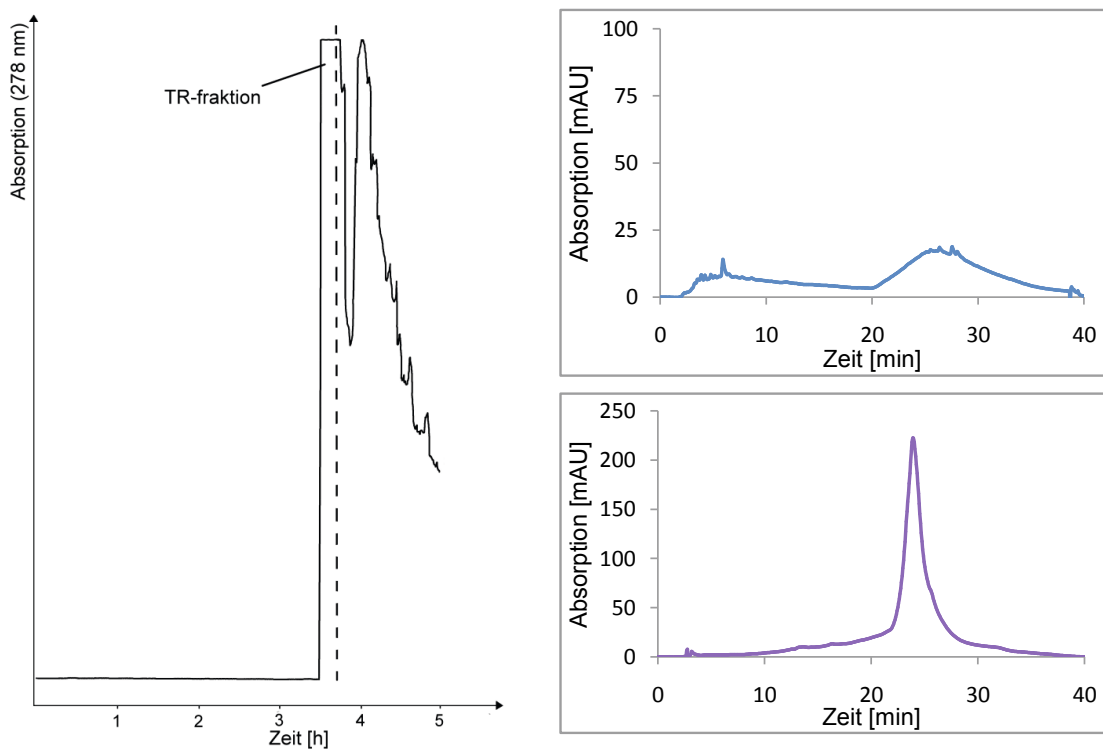 Absorption (278 nm)
TR-fraktion
1 2 3 4 5
Zeit [h]
Absorption [mAU]
100
75
50
25
0
0 10 20 30 40
Zeit [min]
Absorption [mAU]
250
200
150
100
50
0
0 10 20 30 40
Zeit [min]